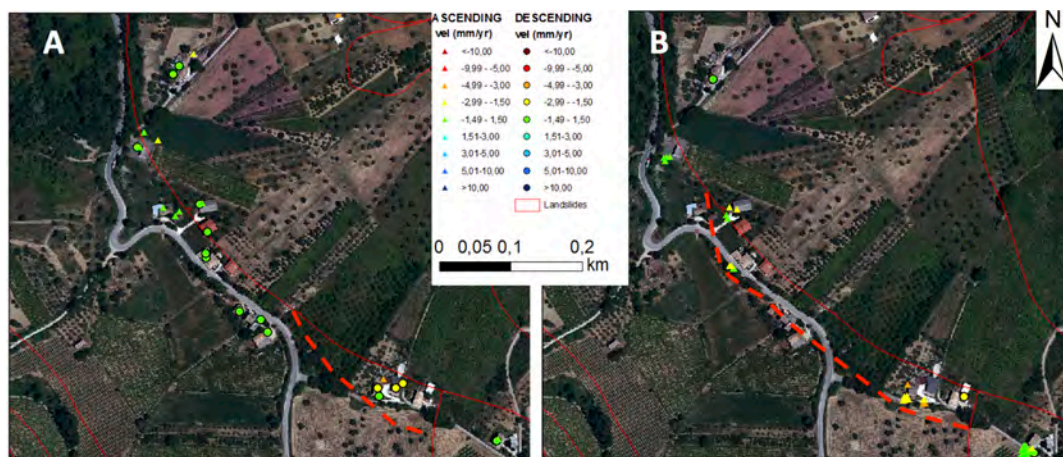 A
ASCENDING
vel (mm/yr)
<-10,00
-9,99 - -5,00
-4,99 - -3,00
-2,99 - -1,50
-1,49 - 1,50
1,51-3,00
3,01-5,00
5,01-10,00
>10,00
DESCENDING
vel (mm/yr)
<-10,00
-9,99 - -5,00
-4,99 - -3,00
-2,99 - -1,50
-1,49 - 1,50
1,51-3,00
3,01-5,00
5,01-10,00
>10,00
Landslides
0 0,05 0,1 0,2
km
B
N